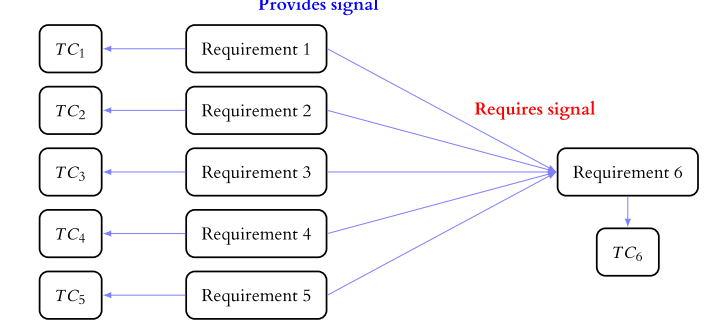 Provides signal
TC1
Requirement 1
TC2
Requirement 2
Requires signal
TC3
Requirement 3
Requirement 6
TC4
Requirement 4
TC6
TC5
Requirement 5